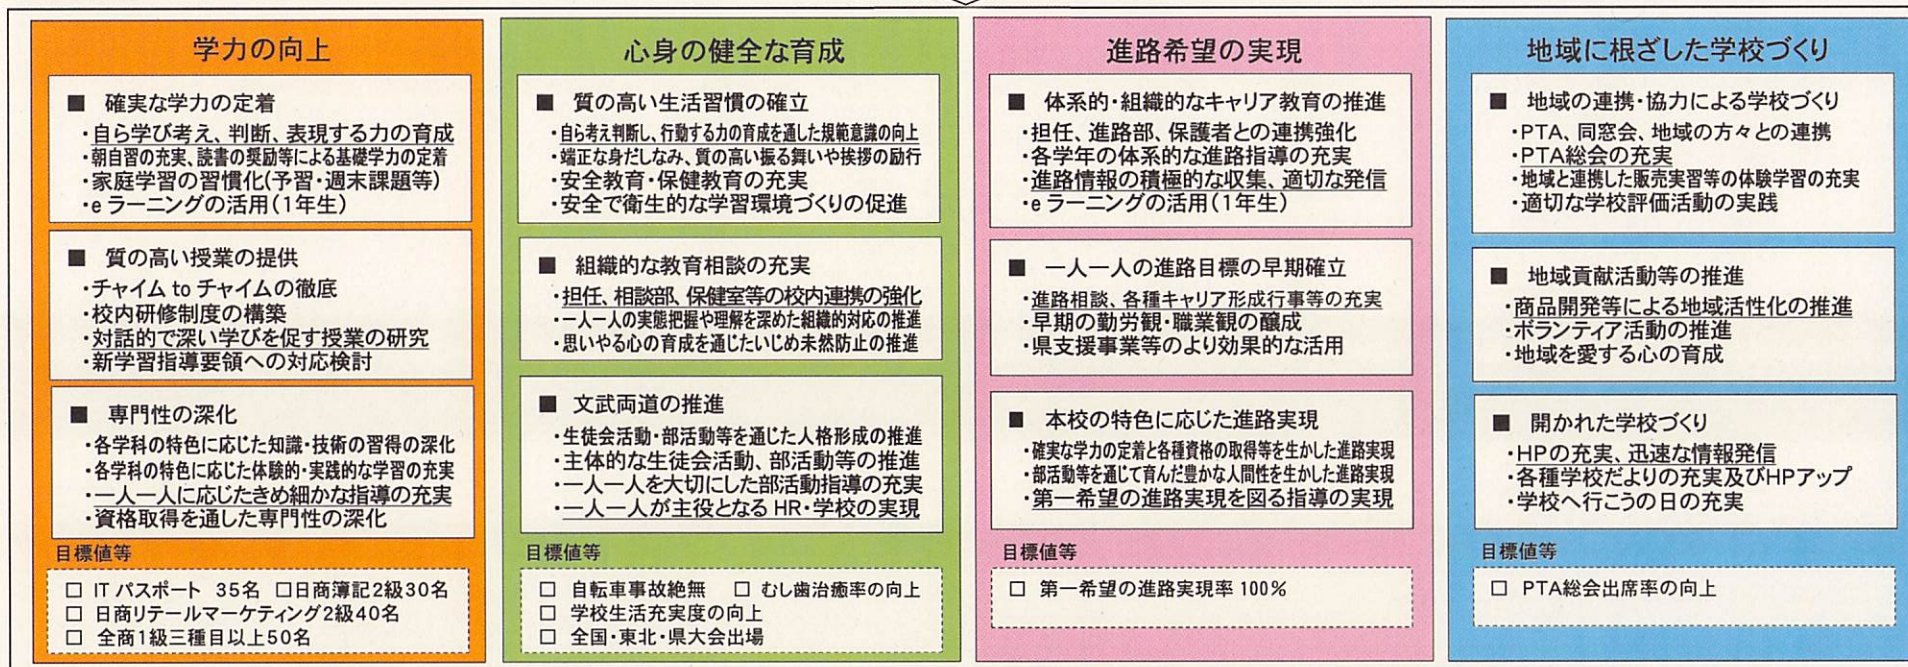 学力の向上
■ 確実な学力の定着
・自ら学び考え、判断、表現する力の育成
・朝自習の充実、読書の奨励等による基礎学力の定着
・家庭学習の習慣化(予習・週末課題等)
・e ラーニングの活用(1年生)
■ 質の高い授業の提供
・チャイム to チャイムの徹底
・校内研修制度の構築
・対話的で深い学びを促す授業の研究
・新学習指導要領への対応検討
■ 専門性の深化
・各学科の特色に応じた知識・技術の習得の深化
・各学科の特色に応じた体験的・実践的な学習の充実
・一人一人に応じたきめ細かな指導の充実
・資格取得を通した専門性の深化
目標値等
□ IT パスポート 35名 □日商簿記2級30名
□ 日商リテールマーケティング2級40名
□ 全商1級三種目以上50名
心身の健全な育成
■ 質の高い生活習慣の確立
・自ら考え判断し、行動する力の育成を通した規範意識の向上
・端正な身だしなみ、質の高い振る舞いや挨拶の励行
・安全教育・保健教育の充実
・安全で衛生的な学習環境づくりの促進
■ 組織的な教育相談の充実
・担任、相談部、保健室等の校内連携の強化
・一人一人の実態把握や理解を深めた組織的対応の推進
・思いやる心の育成を通じたいじめ未然防止の推進
■ 文武両道の推進
・生徒会活動・部活動等を通じた人格形成の推進
・主体的な生徒会活動、部活動等の推進
・一人一人を大切にした部活動指導の充実
・一人一人が主役となる HR・学校の実現
目標値等
□ 自転車事故絶無 □ むし歯治癒率の向上
□ 学校生活充実度の向上
□ 全国・東北・県大会出場
進路希望の実現
■ 体系的・組織的なキャリア教育の推進
・担任、進路部、保護者との連携強化
・各学年の体系的な進路指導の充実
・進路情報の積極的な収集、適切な発信
・e ラーニングの活用(1年生)
■ 一人一人の進路目標の早期確立
・進路相談、各種キャリア形成行事等の充実
・早期の勤労観・職業観の醸成
・県支援事業等のより効果的な活用
■ 本校の特色に応じた進路実現
・確実な学力の定着と各種資格の取得等を生かした進路実現
・部活動等を通じて育んだ豊かな人間性を生かした進路実現
・第一希望の進路実現を図る指導の実現
目標値等
□ 第一希望の進路実現率 100%
地域に根ざした学校づくり
■ 地域の連携・協力による学校づくり
・PTA、同窓会、地域の方々との連携
・PTA総会の充実
・地域と連携した販売実習等の体験学習の充実
・適切な学校評価活動の実践
■ 地域貢献活動等の推進
・商品開発等による地域活性化の推進
・ボランティア活動の推進
・地域を愛する心の育成
■ 開かれた学校づくり
・HPの充実、迅速な情報発信
・各種学校だよりの充実及びHPアップ
・学校へ行こうの日の充実
目標値等
□ PTA総会出席率の向上